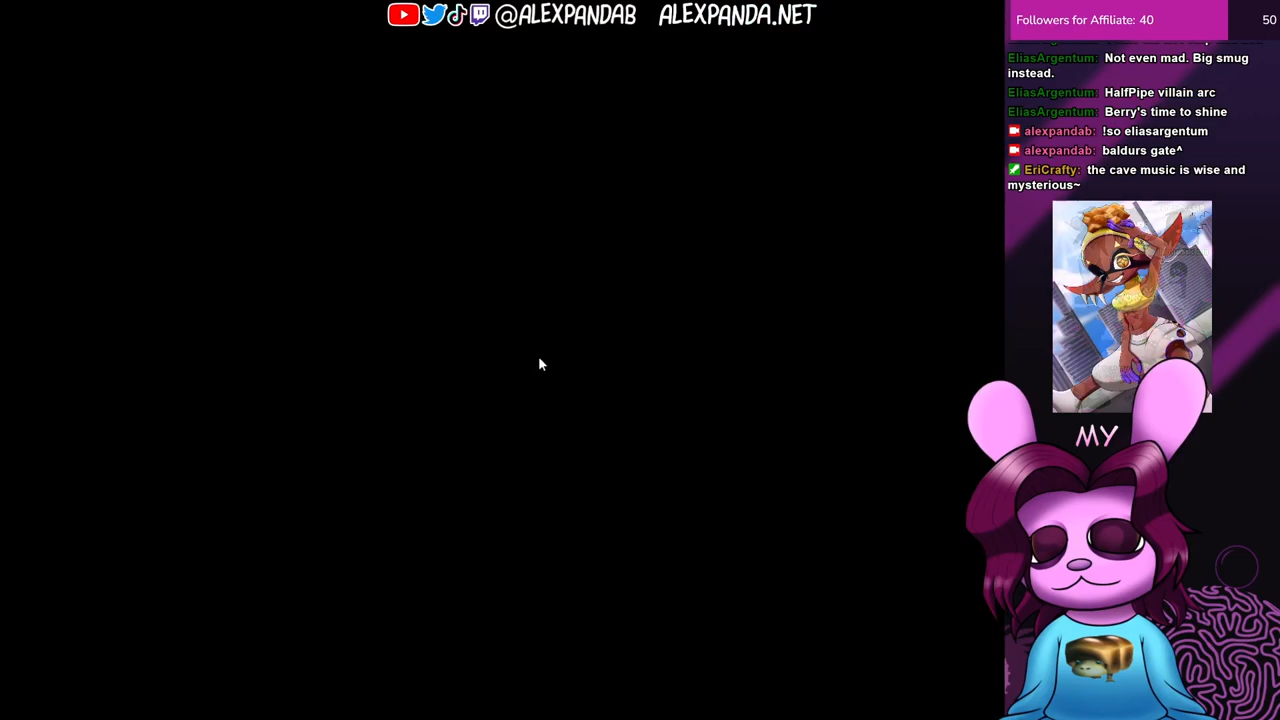 @ALEXPANDAB ALEXPANDA.NET
Followers for Affiliate: 40 50
EliasArgentum: Not even mad. Big smug
instead.
EliasArgentum: HalfPipe villain arc
EliasArgentum: Berry's time to shine
alexpandab: !so eliasargentum
alexpandab: baldurs gate^
EriCrafty: the cave music is wise and
mysterious~
MY